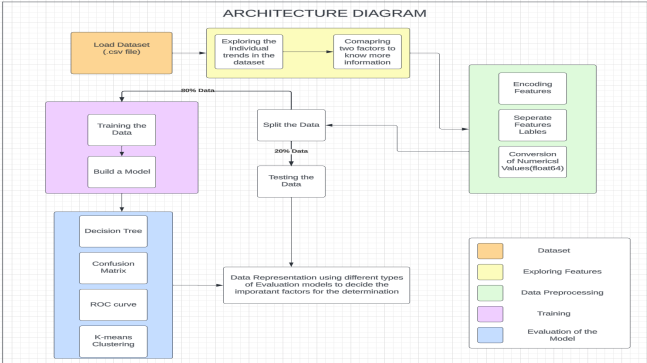 ARCHITECTURE DIAGRAM
Load Dataset
(.csv file)
Exploring the
individual
trends in the
dataset
Comapring
two factors to
know more
information
Encoding
Features
Seperate
Features
Lables
Conversion
of Numericsl
Values(float64)
80% Data
Split the Data
20% Data
Testing the
Data
Training the
Data
Build a Model
Decision Tree
Confusion
Matrix
ROC curve
K-means
Clustering
Data Representation using different types
of Evaluation models to decide the
imporatant factors for the determination
Dataset
Exploring Features
Data Preprocessing
Training
Evaluation of the
Model